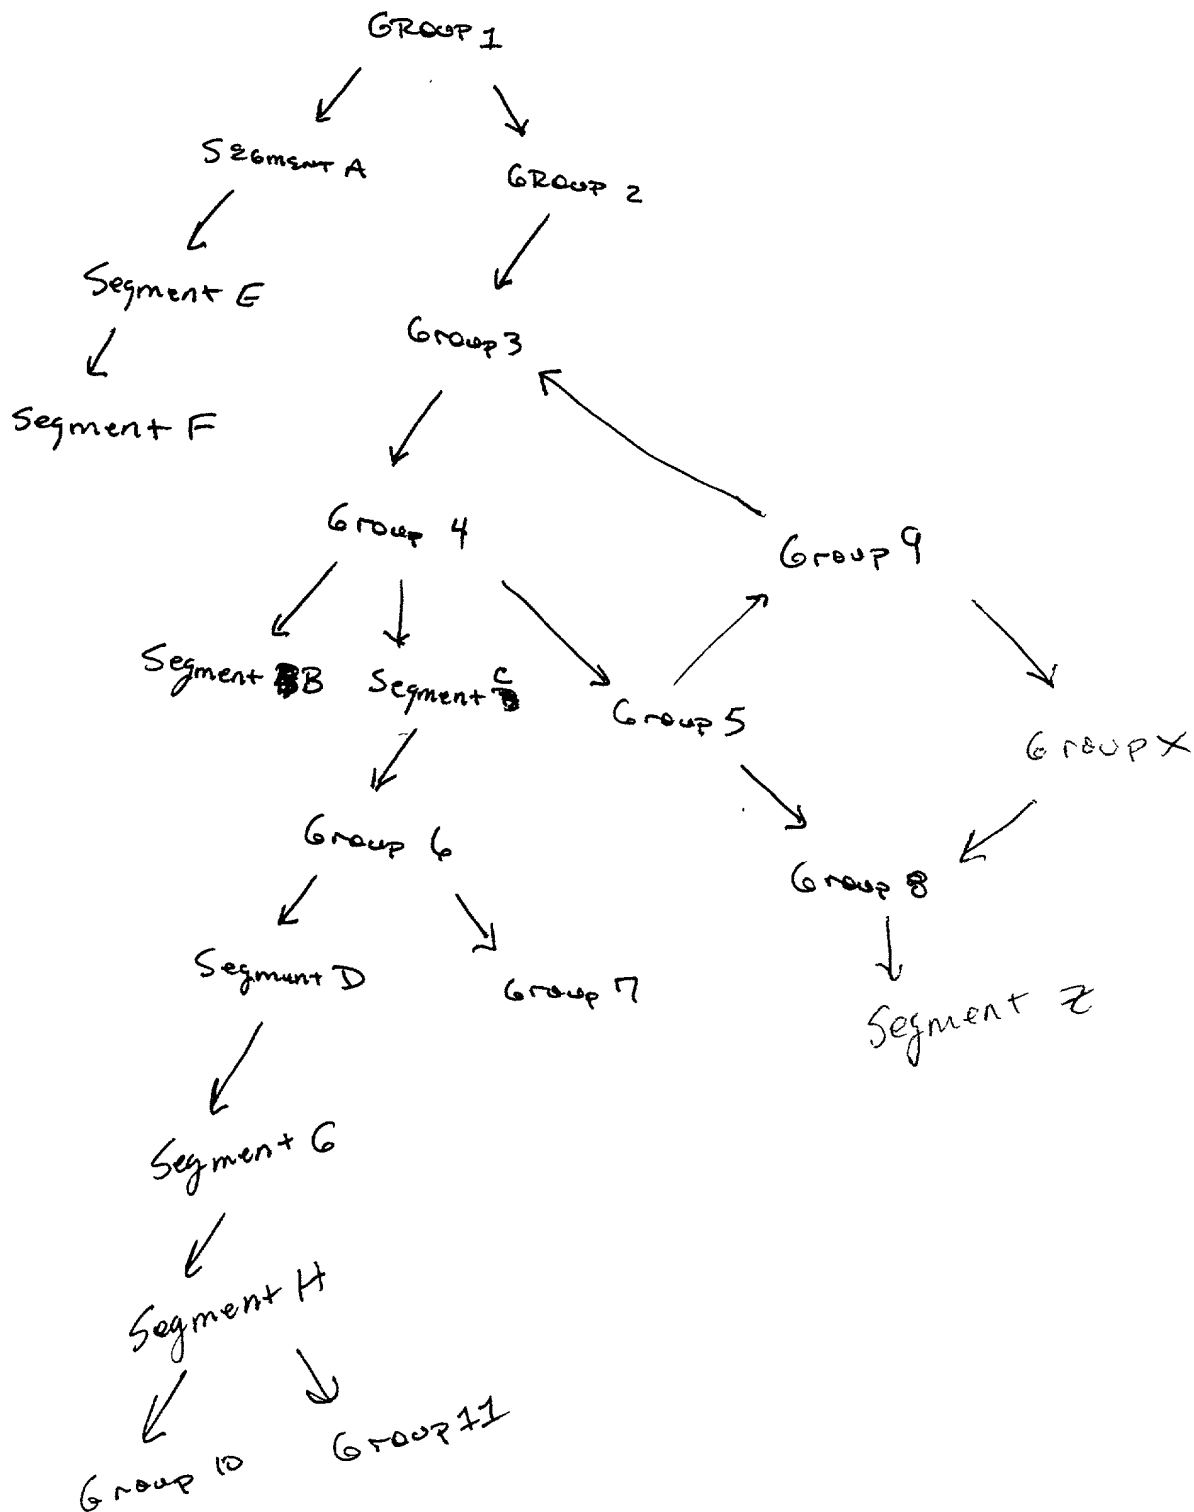 GROUP 1
Segment A
GROUP 2
Segment E
Group 3
Segment F
Group 4
Group 9
Segment B
Segment C
Group 5
Group X
Group 6
Group 8
Segment D
Group 7
Segment Z
Segment G
Segment H
Group 10
Group 11